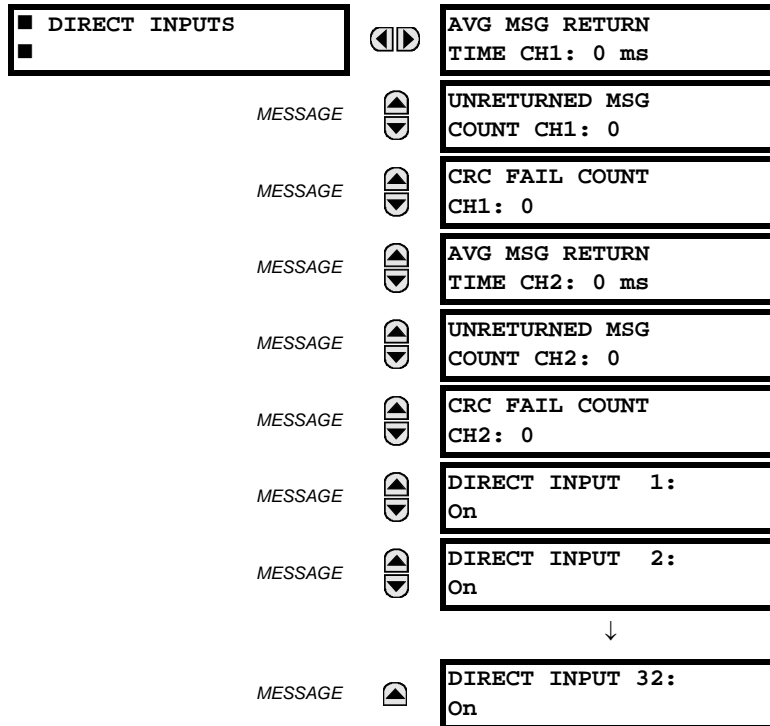 ■ DIRECT INPUTS
■
AVG MSG RETURN
TIME CH1: 0 ms
MESSAGE
UNRETURNED MSG
COUNT CH1: 0
MESSAGE
CRC FAIL COUNT
CH1: 0
MESSAGE
AVG MSG RETURN
TIME CH2: 0 ms
MESSAGE
UNRETURNED MSG
COUNT CH2: 0
MESSAGE
CRC FAIL COUNT
CH2: 0
MESSAGE
DIRECT INPUT 1:
On
MESSAGE
DIRECT INPUT 2:
On
↓
MESSAGE
DIRECT INPUT 32:
On